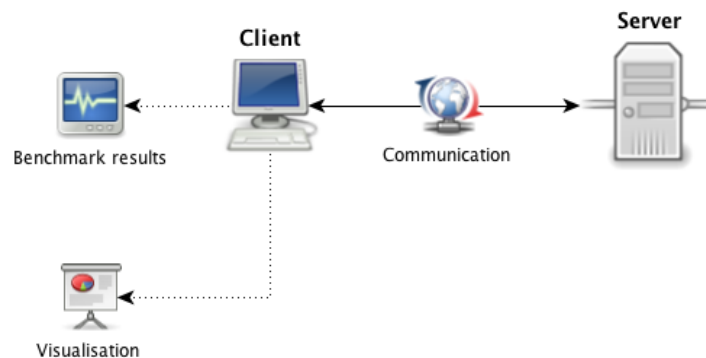 Server
Client
Communication
Benchmark results
Visualisation